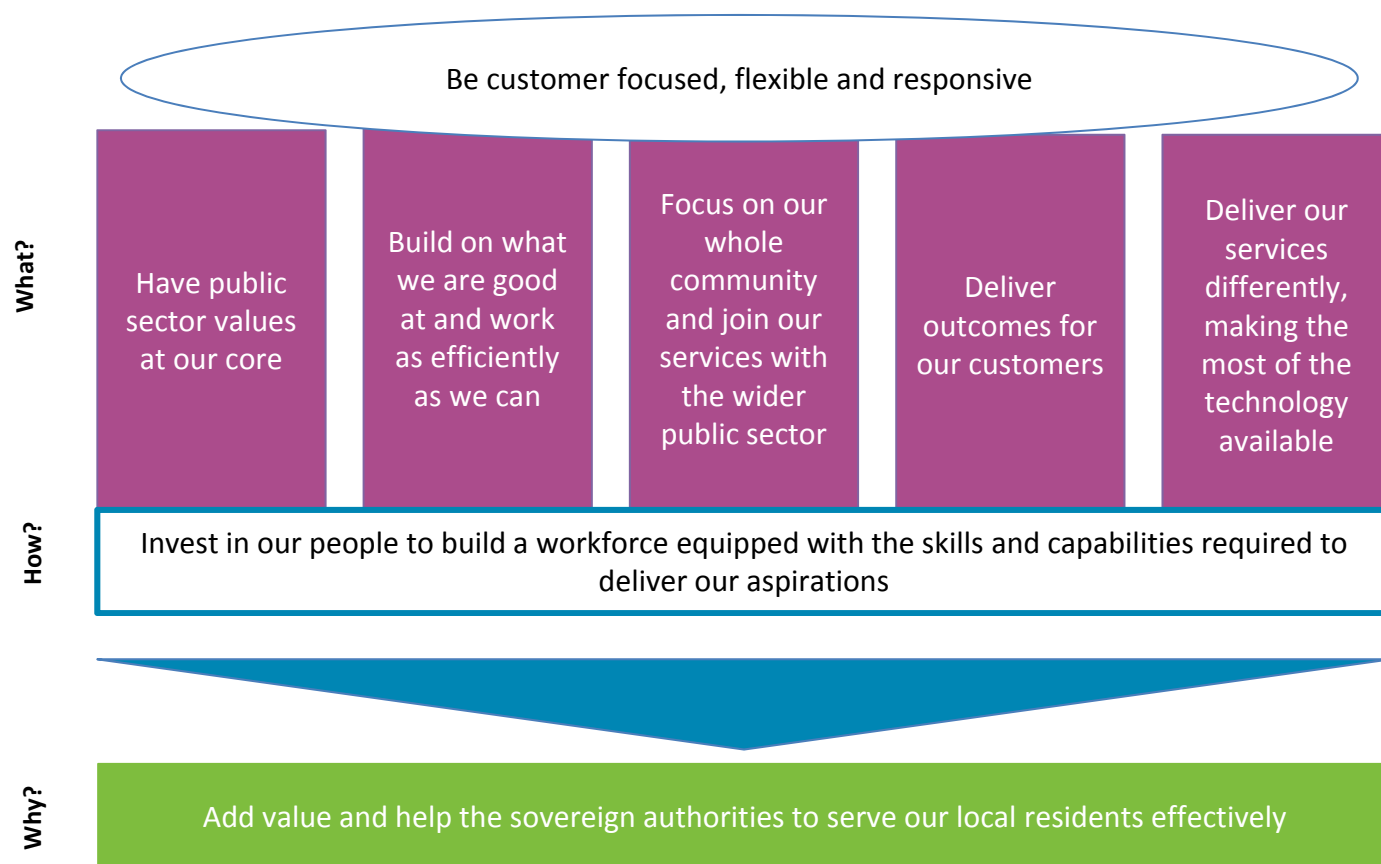 Be customer focused, flexible and responsive
What?
Have public
sector values
at our core
Build on what
we are good
at and work
as efficiently
as we can
Focus on our
whole
community
and join our
services with
the wider
public sector
Deliver
outcomes for
our customers
Deliver our
services
differently,
making the
most of the
technology
available
How?
Invest in our people to build a workforce equipped with the skills and capabilities required to
deliver our aspirations
Why?
Add value and help the sovereign authorities to serve our local residents effectively